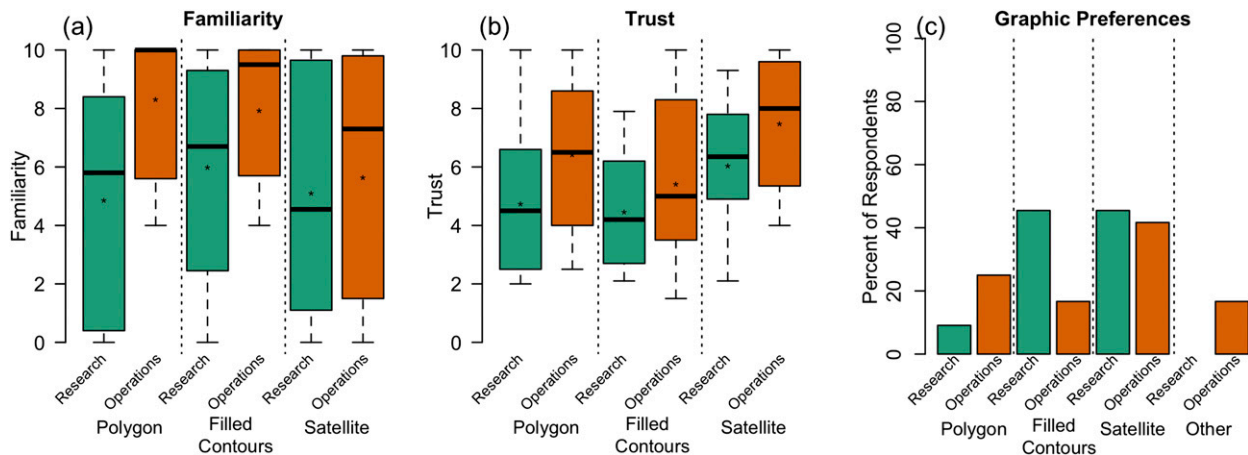 (a)
Familiarity
Familiarity
10
8
6
4
2
0
Research
Operations
Research
Operations
Research
Operations
Polygon
Filled
Contours
Satellite
(b)
Trust
Trust
10
8
6
4
2
0
Research
Operations
Research
Operations
Research
Operations
Polygon
Filled
Contours
Satellite
(c)
Graphic Preferences
Percent of Respondents
100
80
60
40
20
0
Research
Operations
Research
Operations
Research
Operations
Research
Operations
Polygon
Filled
Contours
Satellite
Other